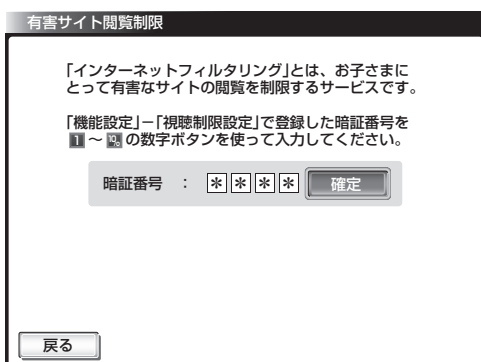 有害サイト閲覧制限
「インターネットフィルタリング」とは、お子さまに
とって有害なサイトの閲覧を制限するサービスです。
「機能設定」−「視聴制限設定」で登録した暗証番号を
1 ～ 10 の数字ボタンを使って入力してください。
暗証番号 ： ＊＊＊＊ 確定
戻る